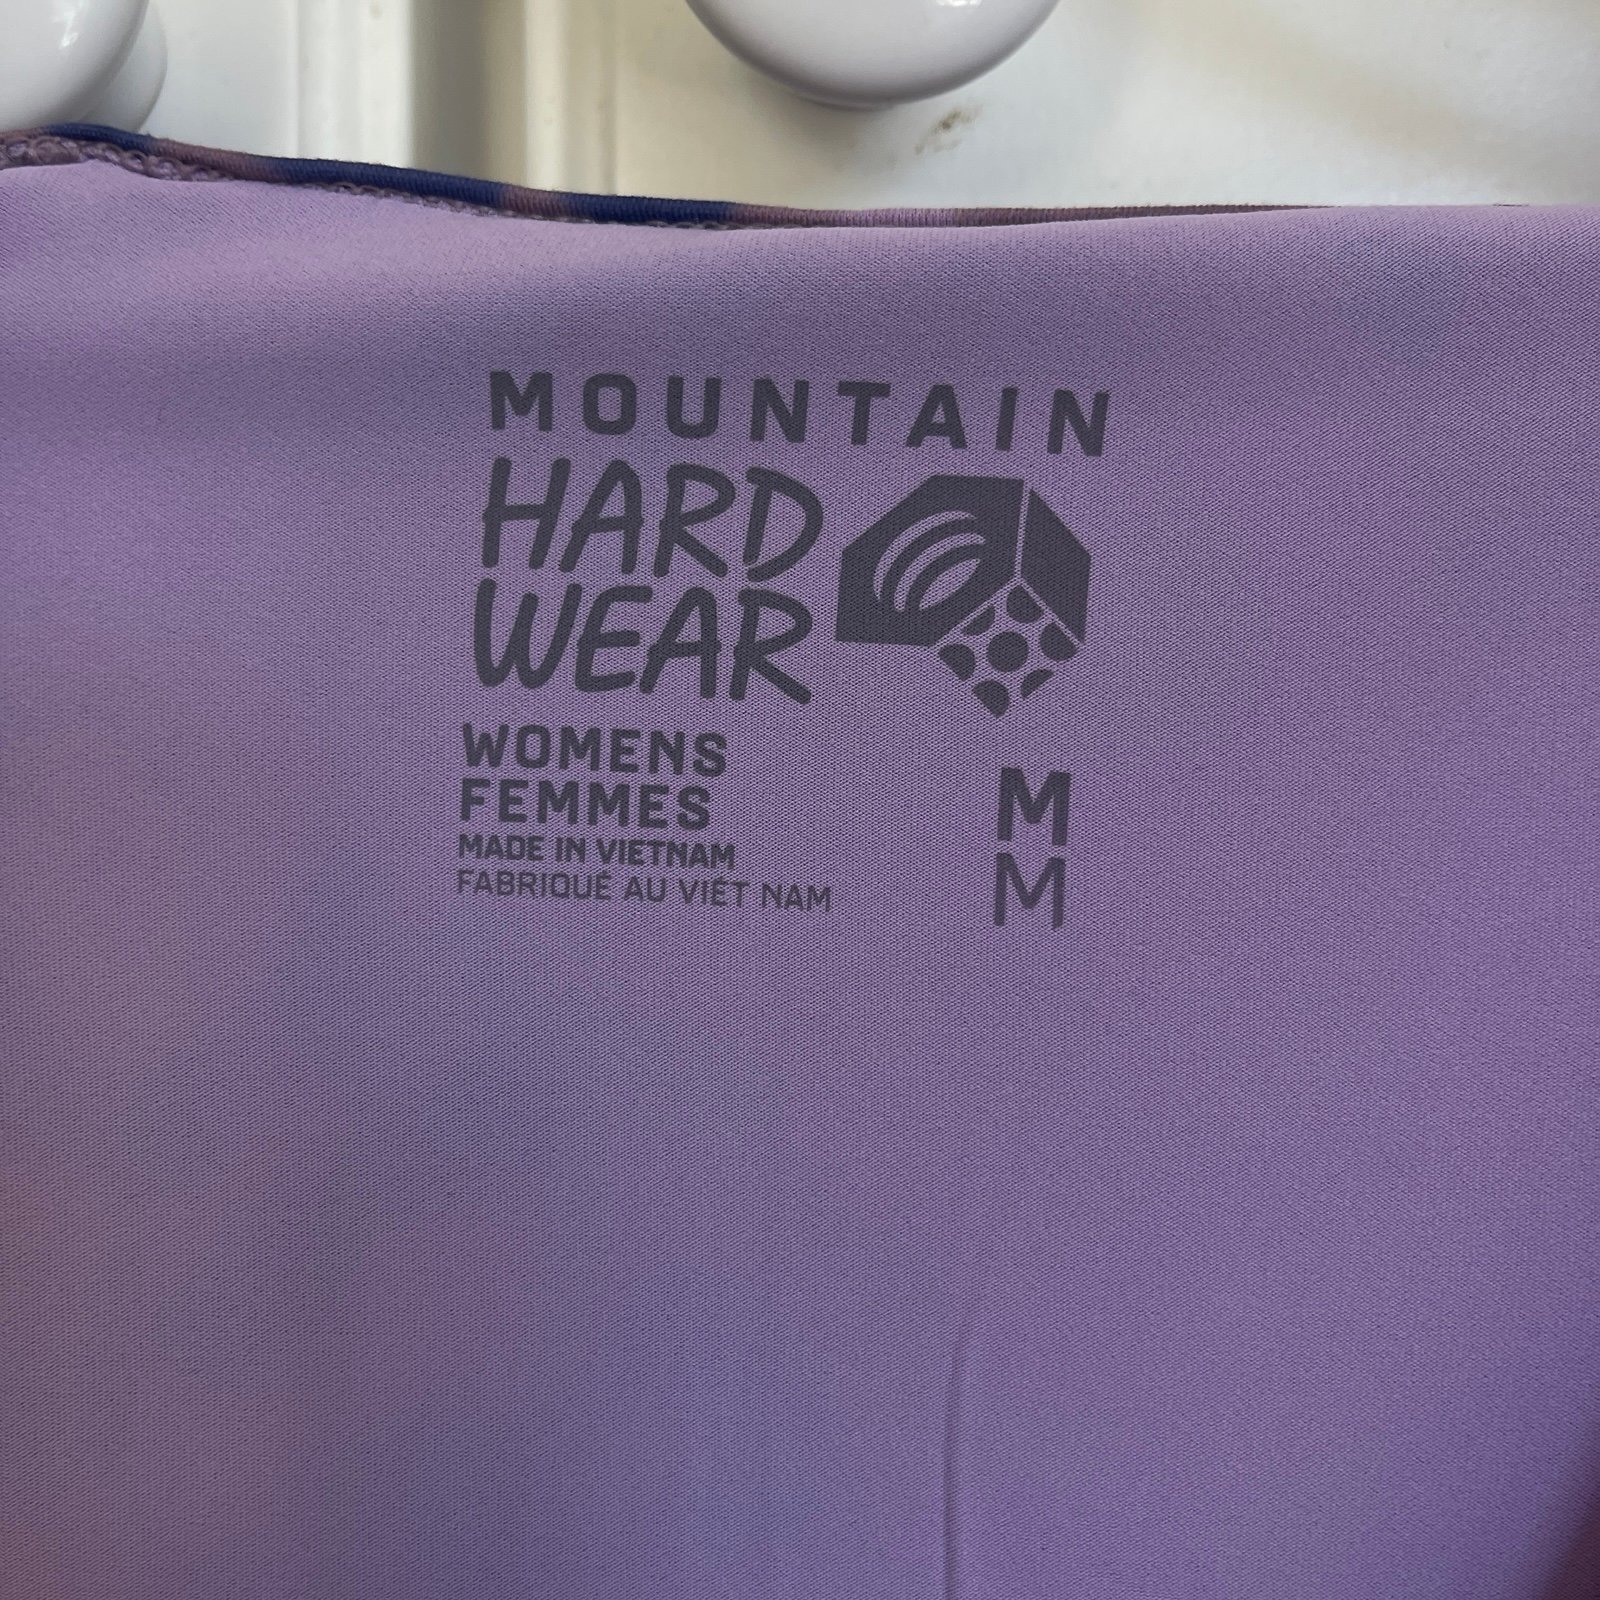 MOUNTAIN
HARD
WEAR
WOMENS
FEMMES
MADE IN VIETNAM
FABRIQUÉ AU VIÊT NAM
M
M